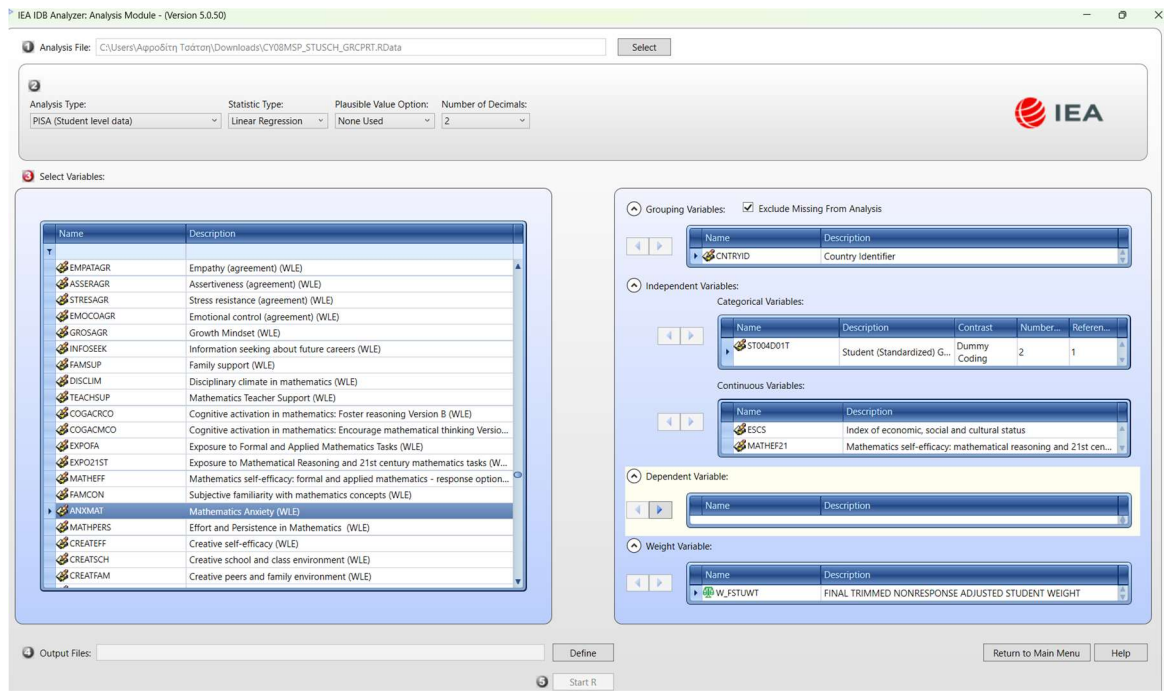 IEA IDB Analyzer: Analysis Module - (Version 5.0.50)
1 Analysis File: C:\Users\Αφροδίτη Τσάτση\Downloads\CY08MSP_STUSCH_GRCPRT.RData Select
2
Analysis Type: Statistic Type: Plausible Value Option: Number of Decimals:
PISA (Student level data) Linear Regression None Used 2
IEA
3 Select Variables:
Grouping Variables: Exclude Missing From Analysis
Name Description
CNTRYID Country Identifier
Independent Variables:
Categorical Variables:
Name Description Contrast Number... Referen...
ST004D01T Student (Standardized) G... Dummy Coding 2 1
Continuous Variables:
Name Description
ESCS Index of economic, social and cultural status
MATHEF21 Mathematics self-efficacy: mathematical reasoning and 21st cen...
Dependent Variable:
Name Description
Weight Variable:
Name Description
W_FSTUWT FINAL TRIMMED NONRESPONSE ADJUSTED STUDENT WEIGHT
Name Description
EMPATAGR Empathy (agreement) (WLE)
ASSERAGR Assertiveness (agreement) (WLE)
STRESAGR Stress resistance (agreement) (WLE)
EMOCOAGR Emotional control (agreement) (WLE)
GROSAGR Growth Mindset (WLE)
INFOSEEK Information seeking about future careers (WLE)
FAMSUP Family support (WLE)
DISCLIM Disciplinary climate in mathematics (WLE)
TEACHSUP Mathematics Teacher Support (WLE)
COGACRCO Cognitive activation in mathematics: Foster reasoning Version B (WLE)
COGACMCO Cognitive activation in mathematics: Encourage mathematical thinking Versio...
EXPOFA Exposure to Formal and Applied Mathematics Tasks (WLE)
EXPO21ST Exposure to Mathematical Reasoning and 21st century mathematics tasks (W...
MATHEFF Mathematics self-efficacy: formal and applied mathematics - response option...
FAMCON Subjective familiarity with mathematics concepts (WLE)
ANXMAT Mathematics Anxiety (WLE)
MATHPERS Effort and Persistence in Mathematics (WLE)
CREATEFF Creative self-efficacy (WLE)
CREATSCH Creative school and class environment (WLE)
CREATFAM Creative peers and family environment (WLE)
4 Output Files: Define Return to Main Menu Help
5 Start R